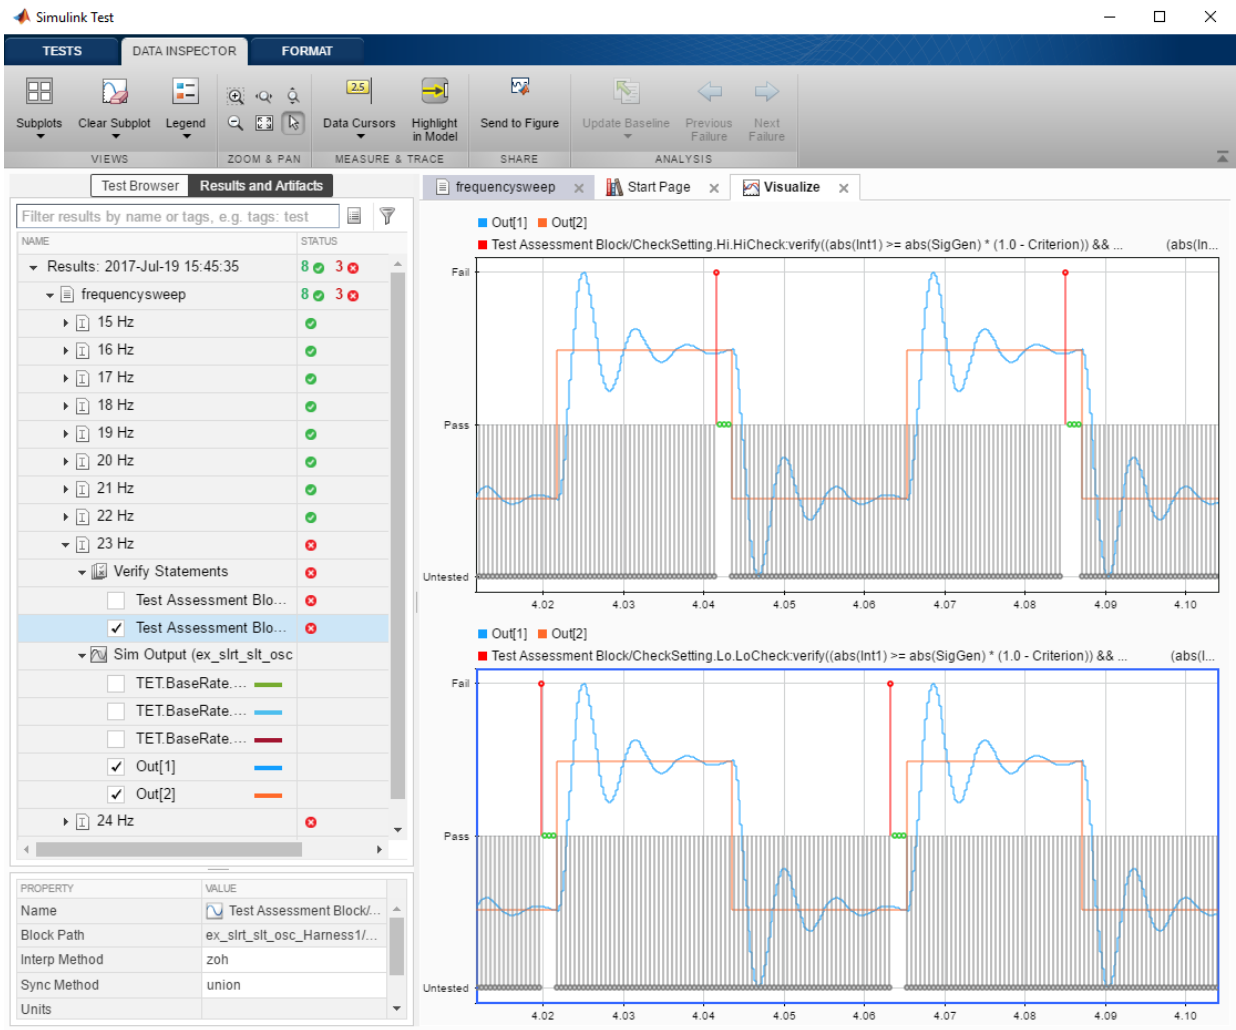 Simulink Test
TESTS DATA INSPECTOR FORMAT
2.5
Subplots Clear Subplot Legend Data Cursors Highlight in Model Send to Figure Update Baseline Previous Failure Next Failure
VIEWS ZOOM & PAN MEASURE & TRACE SHARE ANALYSIS
Test Browser Results and Artifacts
Filter results by name or tags, e.g. tags: test
NAME STATUS
Results: 2017-Jul-19 15:45:35 8 3
frequencysweep 8 3
15 Hz
16 Hz
17 Hz
18 Hz
19 Hz
20 Hz
21 Hz
22 Hz
23 Hz
Verify Statements
Test Assessment Blo...
Test Assessment Blo...
Sim Output (ex_slrt_slt_osc
TET.BaseRate....
TET.BaseRate....
TET.BaseRate....
Out[1]
Out[2]
24 Hz
PROPERTY VALUE
Name Test Assessment Block/...
Block Path ex_slrt_slt_osc_Harness1/...
Interp Method zoh
Sync Method union
Units
frequencysweep Start Page Visualize
Out[1] Out[2]
Test Assessment Block/CheckSetting.Hi.HiCheck:verify((abs(Int1) >= abs(SigGen) * (1.0 - Criterion)) && ... (abs(In...
Fail
Pass
Untested
4.02 4.03 4.04 4.05 4.06 4.07 4.08 4.09 4.10
Out[1] Out[2]
Test Assessment Block/CheckSetting.Lo.LoCheck:verify((abs(Int1) >= abs(SigGen) * (1.0 - Criterion)) && ... (abs(I...
Fail
Pass
Untested
4.02 4.03 4.04 4.05 4.06 4.07 4.08 4.09 4.10